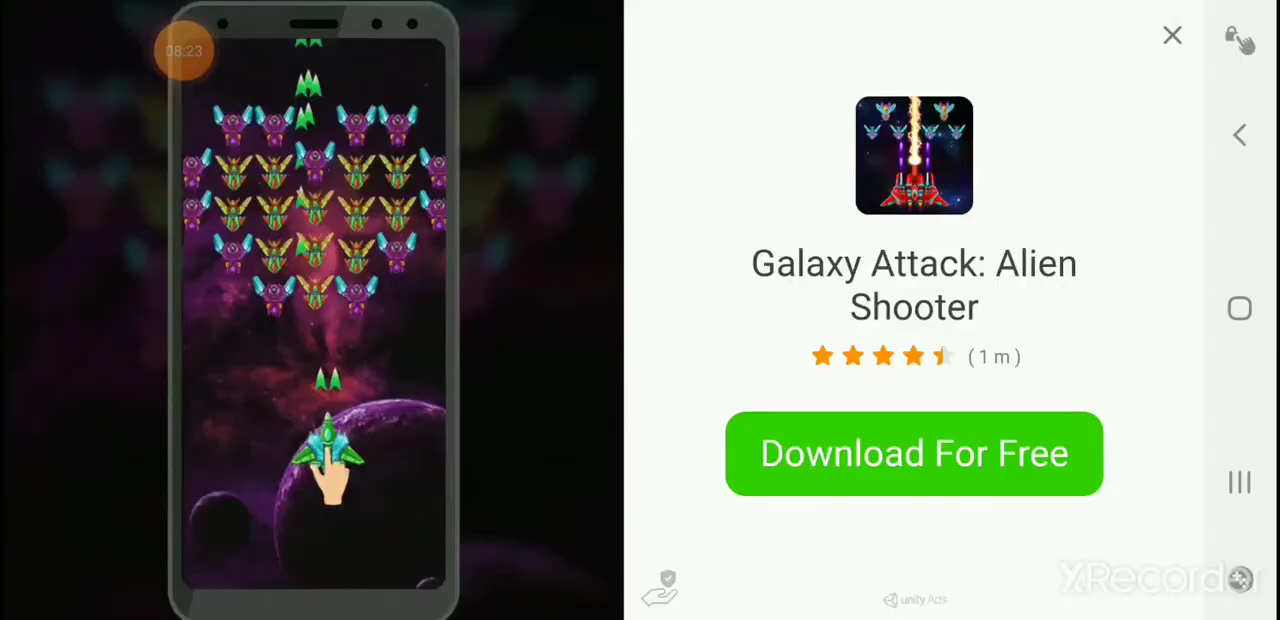 08:23
Galaxy Attack: Alien
Shooter
( 1 m )
Download For Free
unity Ads
XRecorder